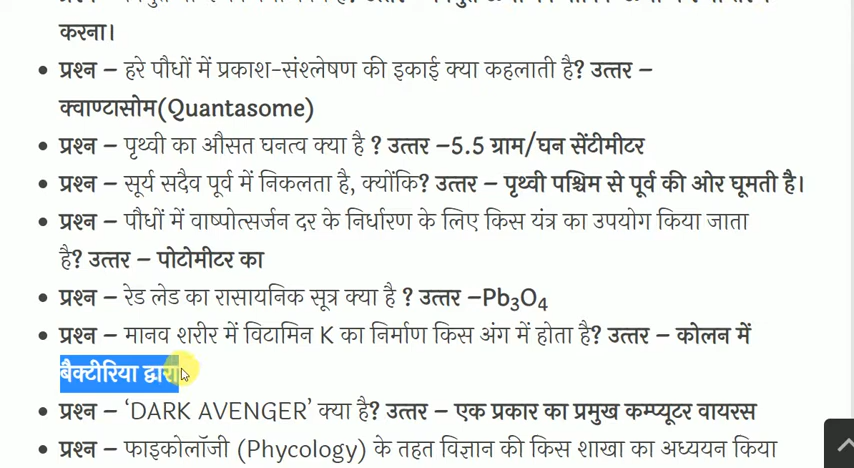 करना।
प्रश्न – हरे पौधों में प्रकाश-संश्लेषण की इकाई क्या कहलाती है? उत्तर –
क्वाण्टासोम(Quantasome)
प्रश्न – पृथ्वी का औसत घनत्व क्या है ? उत्तर –5.5 ग्राम/घन सेंटीमीटर
प्रश्न – सूर्य सदैव पूर्व में निकलता है, क्योंकि? उत्तर – पृथ्वी पश्चिम से पूर्व की ओर घूमती है।
प्रश्न – पौधों में वाष्पोत्सर्जन दर के निर्धारण के लिए किस यंत्र का उपयोग किया जाता
है? उत्तर – पोटोमीटर का
प्रश्न – रेड लेड का रासायनिक सूत्र क्या है ? उत्तर –Pb₃O₄
प्रश्न – मानव शरीर में विटामिन K का निर्माण किस अंग में होता है? उत्तर – कोलन में
बैक्टीरिया द्वारा
प्रश्न – ‘DARK AVENGER’ क्या है? उत्तर – एक प्रकार का प्रमुख कम्प्यूटर वायरस
प्रश्न – फाइकोलॉजी (Phycology) के तहत विज्ञान की किस शाखा का अध्ययन किया